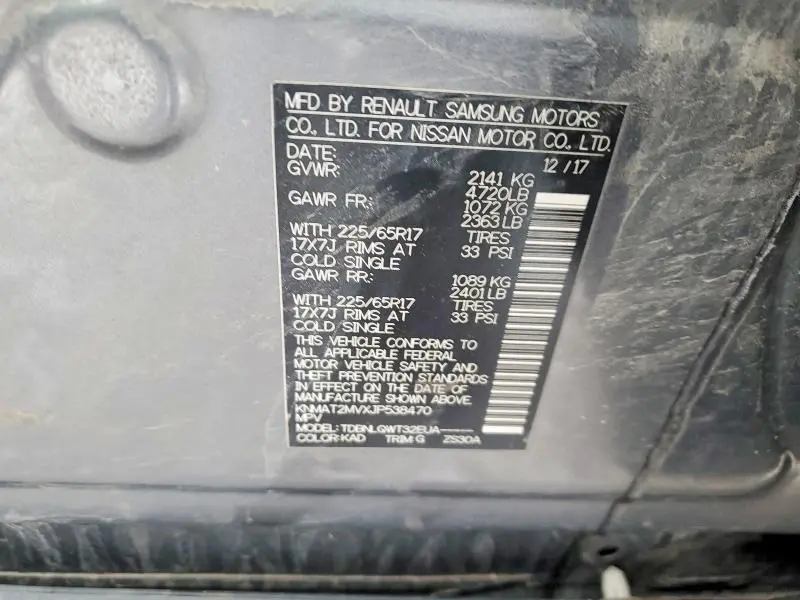 MFD BY RENAULT SAMSUNG MOTORS
CO., LTD. FOR NISSAN MOTOR CO., LTD.
DATE: 12 / 17
GVWR: 2141 KG
4720LB
GAWR FR: 1072 KG
2363 LB
WITH 225/65R17 TIRES
17X7J RIMS AT 33 PSI
COLD SINGLE
GAWR RR: 1089 KG
2401 LB
WITH 225/65R17 TIRES
17X7J RIMS AT 33 PSI
COLD SINGLE
THIS VEHICLE CONFORMS TO
ALL APPLICABLE FEDERAL
MOTOR VEHICLE SAFETY AND
THEFT PREVENTION STANDARDS
IN EFFECT ON THE DATE OF
MANUFACTURE SHOWN ABOVE.
KNMAT2MVXJP538470
MPV
MODEL: TDBNLGWT32EUA-----
COLOR: KAD TRIM: G ZS30A